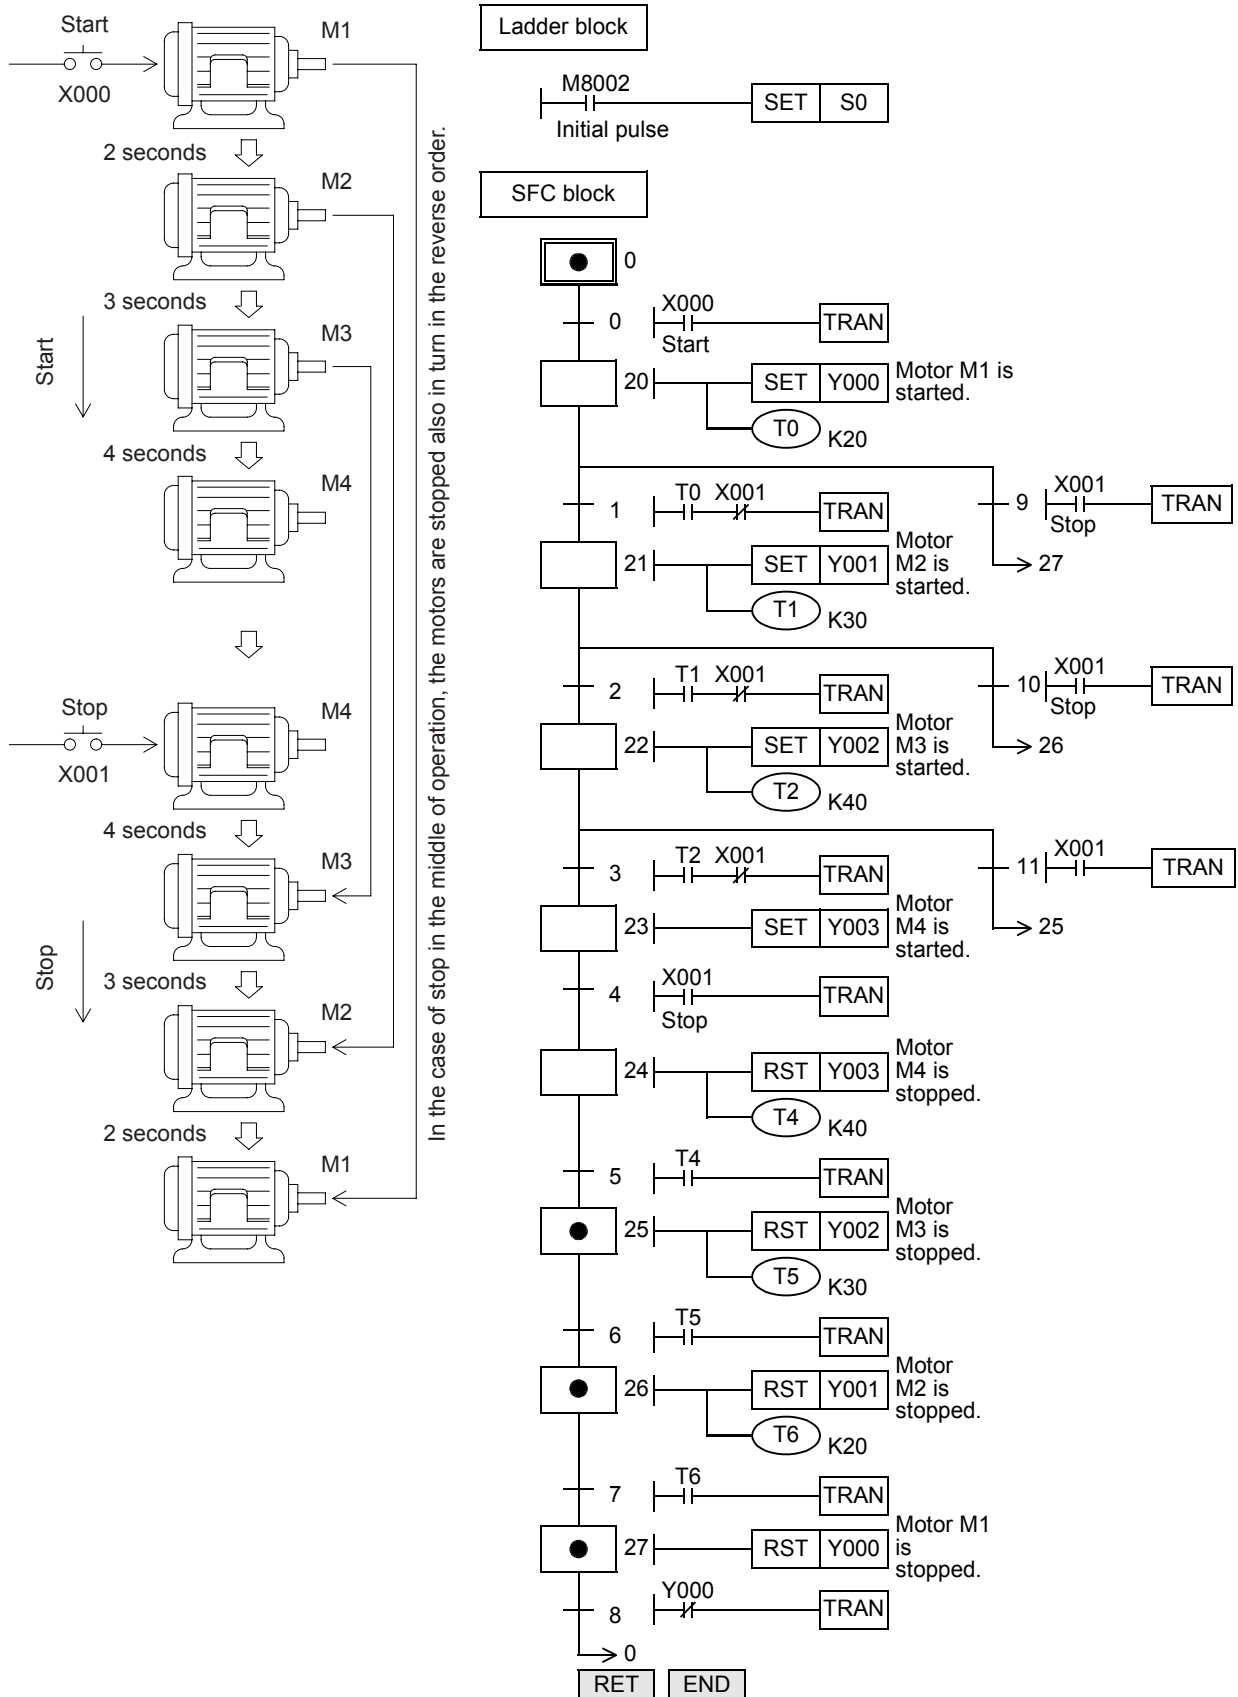 Start
X000
M1
2 seconds
M2
3 seconds
M3
Start
4 seconds
M4
Stop
X001
M4
4 seconds
M3
Stop
3 seconds
M2
2 seconds
M1
In the case of stop in the middle of operation, the motors are stopped also in turn in the reverse order.
Ladder block
M8002
Initial pulse
SET S0
SFC block
0
0 X000 TRAN
Start
20 SET Y000 Motor M1 is
started.
T0 K20
1 T0 X001 TRAN
9 X001 TRAN
Stop
27
21 SET Y001 Motor
M2 is
started.
T1 K30
2 T1 X001 TRAN
10 X001 TRAN
Stop
26
22 SET Y002 Motor
M3 is
started.
T2 K40
3 T2 X001 TRAN
11 X001 TRAN
25
23 SET Y003 Motor
M4 is
started.
4 X001 TRAN
Stop
24 RST Y003 Motor
M4 is
stopped.
T4 K40
5 T4 TRAN
25 RST Y002 Motor
M3 is
stopped.
T5 K30
6 T5 TRAN
26 RST Y001 Motor
M2 is
stopped.
T6 K20
7 T6 TRAN
27 RST Y000 Motor M1
is
stopped.
8 Y000 TRAN
0
RET END